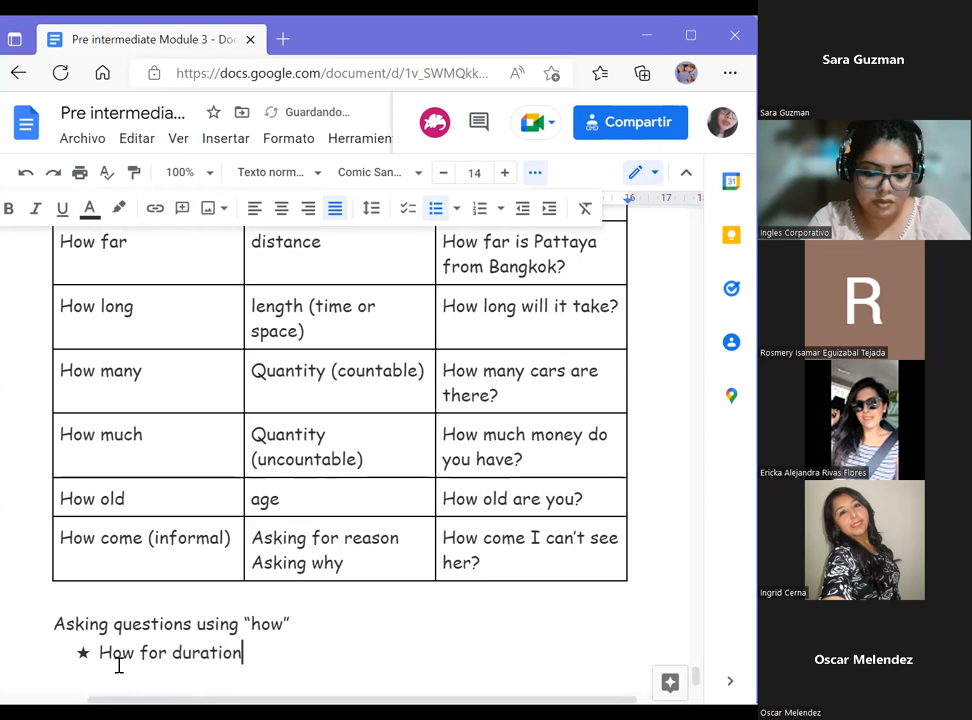 Pre intermediate Module 3 - Doc
https://docs.google.com/document/d/1v_SWMQkk...
Pre intermedia...
Guardando...
Compartir
Archivo Editar Ver Insertar Formato Herramien
100% Texto norm... Comic San... 14
16 17 18
How far distance How far is Pattaya
from Bangkok?
How long length (time or How long will it take?
space)
How many Quantity (countable) How many cars are
there?
How much Quantity How much money do
(uncountable) you have?
How old age How old are you?
How come (informal) Asking for reason How come I can't see
Asking why her?
Asking questions using “how”
★ How for duration
Sara Guzman
Sara Guzman
Ingles Corporativo
R
Rosmery Isamar Eguizabal Tejada
Ericka Alejandra Rivas Flores
Ingrid Cerna
Oscar Melendez
Oscar Melendez